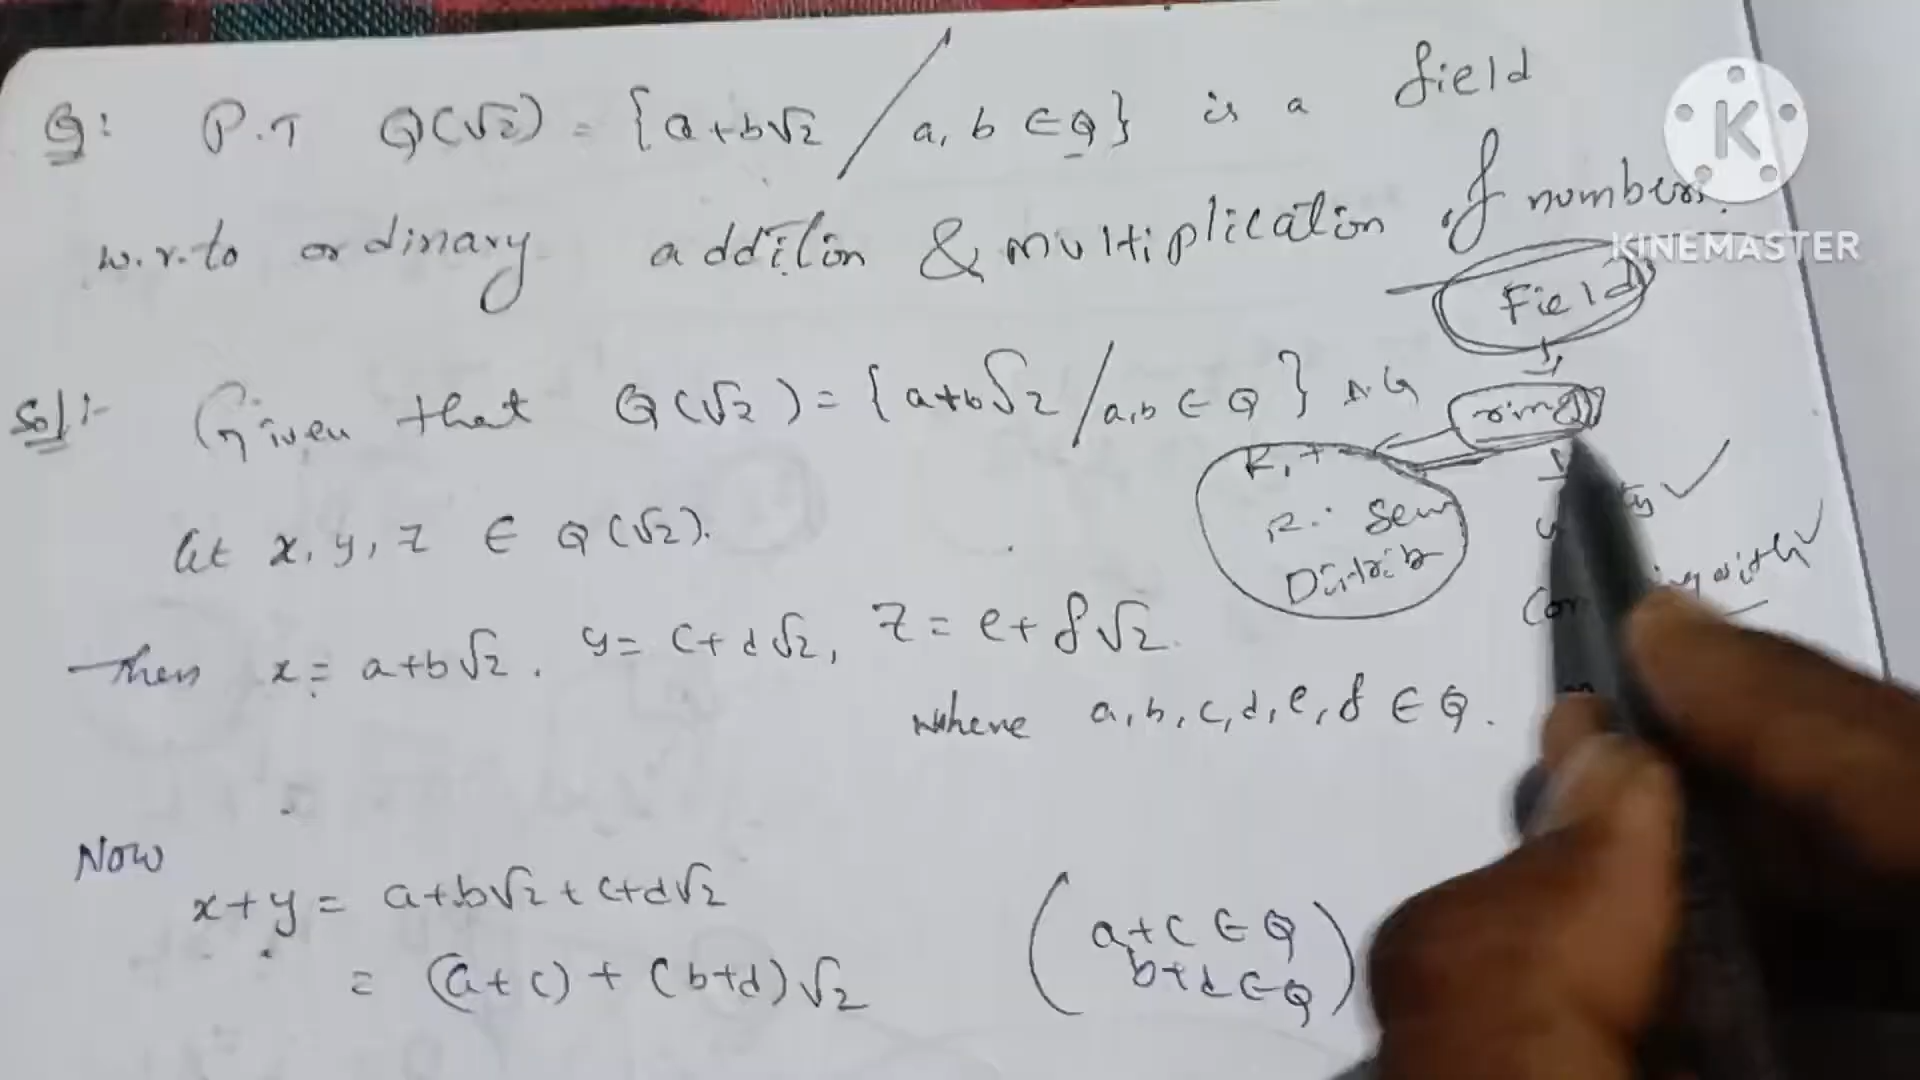 Q: P.T Q(√2) = {a+b√2 / a, b ∈ Q} is a field
w.r.to ordinary addition & multiplication of numbers.
K
KINEMASTER
Field
Sol:- Given that Q(√2) = {a+b√2 / a,b ∈ Q}
ring
R, +
R.
Distrib
let x, y, z ∈ Q(√2).
Then x = a+b√2. y = c+d√2, z = e+f√2.
where a, b, c, d, e, f ∈ Q.
Now
x+y = a+b√2 + c+d√2
= (a+c) + (b+d)√2
(a+c ∈ Q
b+d ∈ Q)